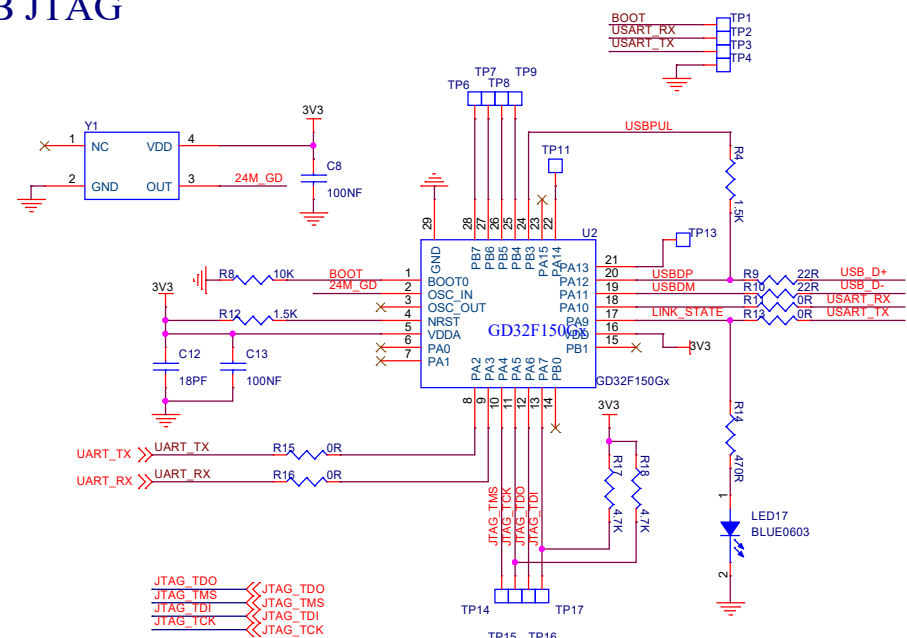 B JTAG
BOOT
USART_RX
USART_TX
TP1
TP2
TP3
TP4
TP7 TP9
TP6 TP8
3V3
Y1
1 NC VDD 4
2 GND OUT 3
24M_GD
C8
100NF
USBPUL
TP11
R4
1.5K
29 28 27 26 25 24 23 22
U2
TP13
GND PB7 PB6 PB5 PB4 PB3 PA15 PA14
R8 10K BOOT 1 BOOT0
24M_GD 2 OSC_IN
3 OSC_OUT
3V3
R12 1.5K 4 NRST
5 VDDA
6 PA0
7 PA1
GD32F150Gx
PA13 21
PA12 20 USBDP R9 22R USB_D+
PA11 19 USBDM R10 22R USB_D-
PA10 18 R11 0R USART_RX
PA9 17 LINK_STATE R13 0R USART_TX
VDD 16 3V3
PB1 15
PA2 PA3 PA4 PA5 PA6 PA7 PB0
8 9 10 11 12 13 14
GD32F150Gx
C12
18PF
C13
100NF
3V3
UART_TX UART_TX R15 0R
UART_RX UART_RX R16 0R
JTAG_TMS
JTAG_TCK
JTAG_TDO
JTAG_TDI
R17
4.7K
R18
4.7K
R14
470R
1
LED17
BLUE0603
2
JTAG_TDO JTAG_TDO
JTAG_TMS JTAG_TMS
JTAG_TDI JTAG_TDI
JTAG_TCK JTAG_TCK
TP14 TP17
TP15 TP16